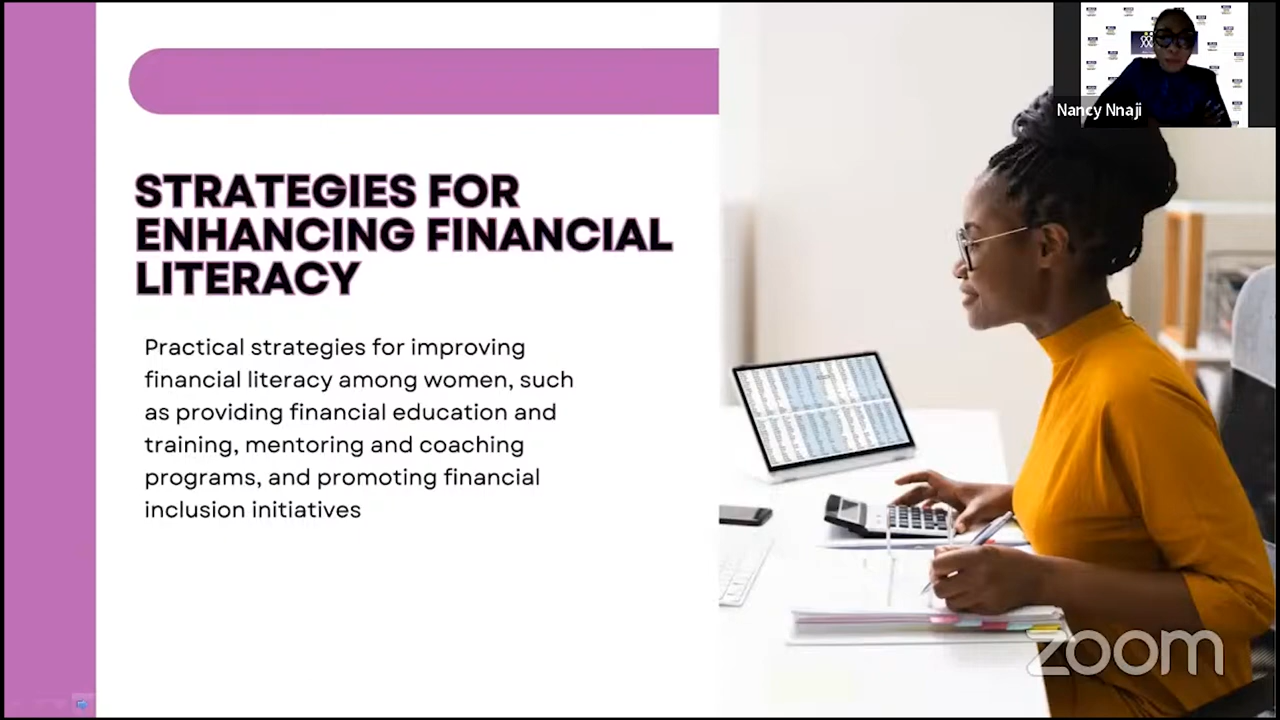 Nancy Nnaji
STRATEGIES FOR
ENHANCING FINANCIAL
LITERACY
Practical strategies for improving
financial literacy among women, such
as providing financial education and
training, mentoring and coaching
programs, and promoting financial
inclusion initiatives
zoom